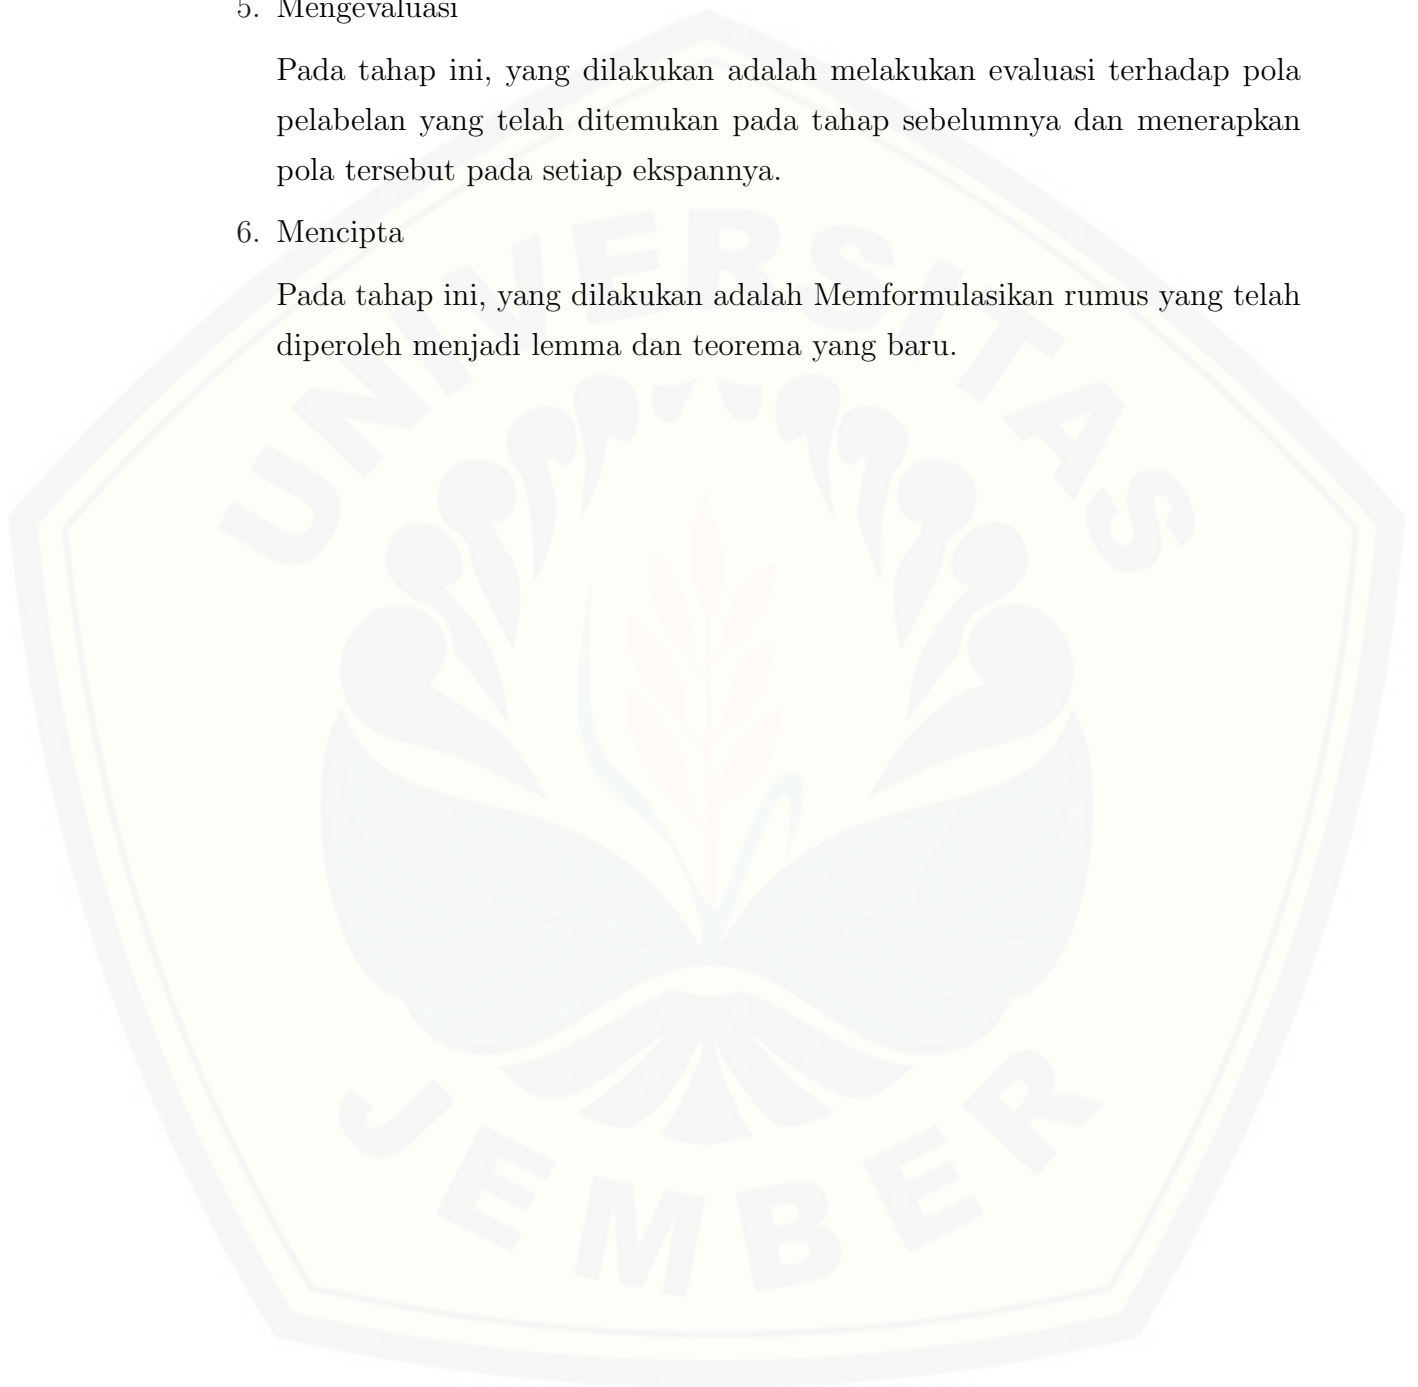 5. Mengevaluasi
Pada tahap ini, yang dilakukan adalah melakukan evaluasi terhadap pola
pelabelan yang telah ditemukan pada tahap sebelumnya dan menerapkan
pola tersebut pada setiap ekspannya.
6. Mencipta
Pada tahap ini, yang dilakukan adalah Memformulasikan rumus yang telah
diperoleh menjadi lemma dan teorema yang baru.
UNIVERSITAS
JEMBER